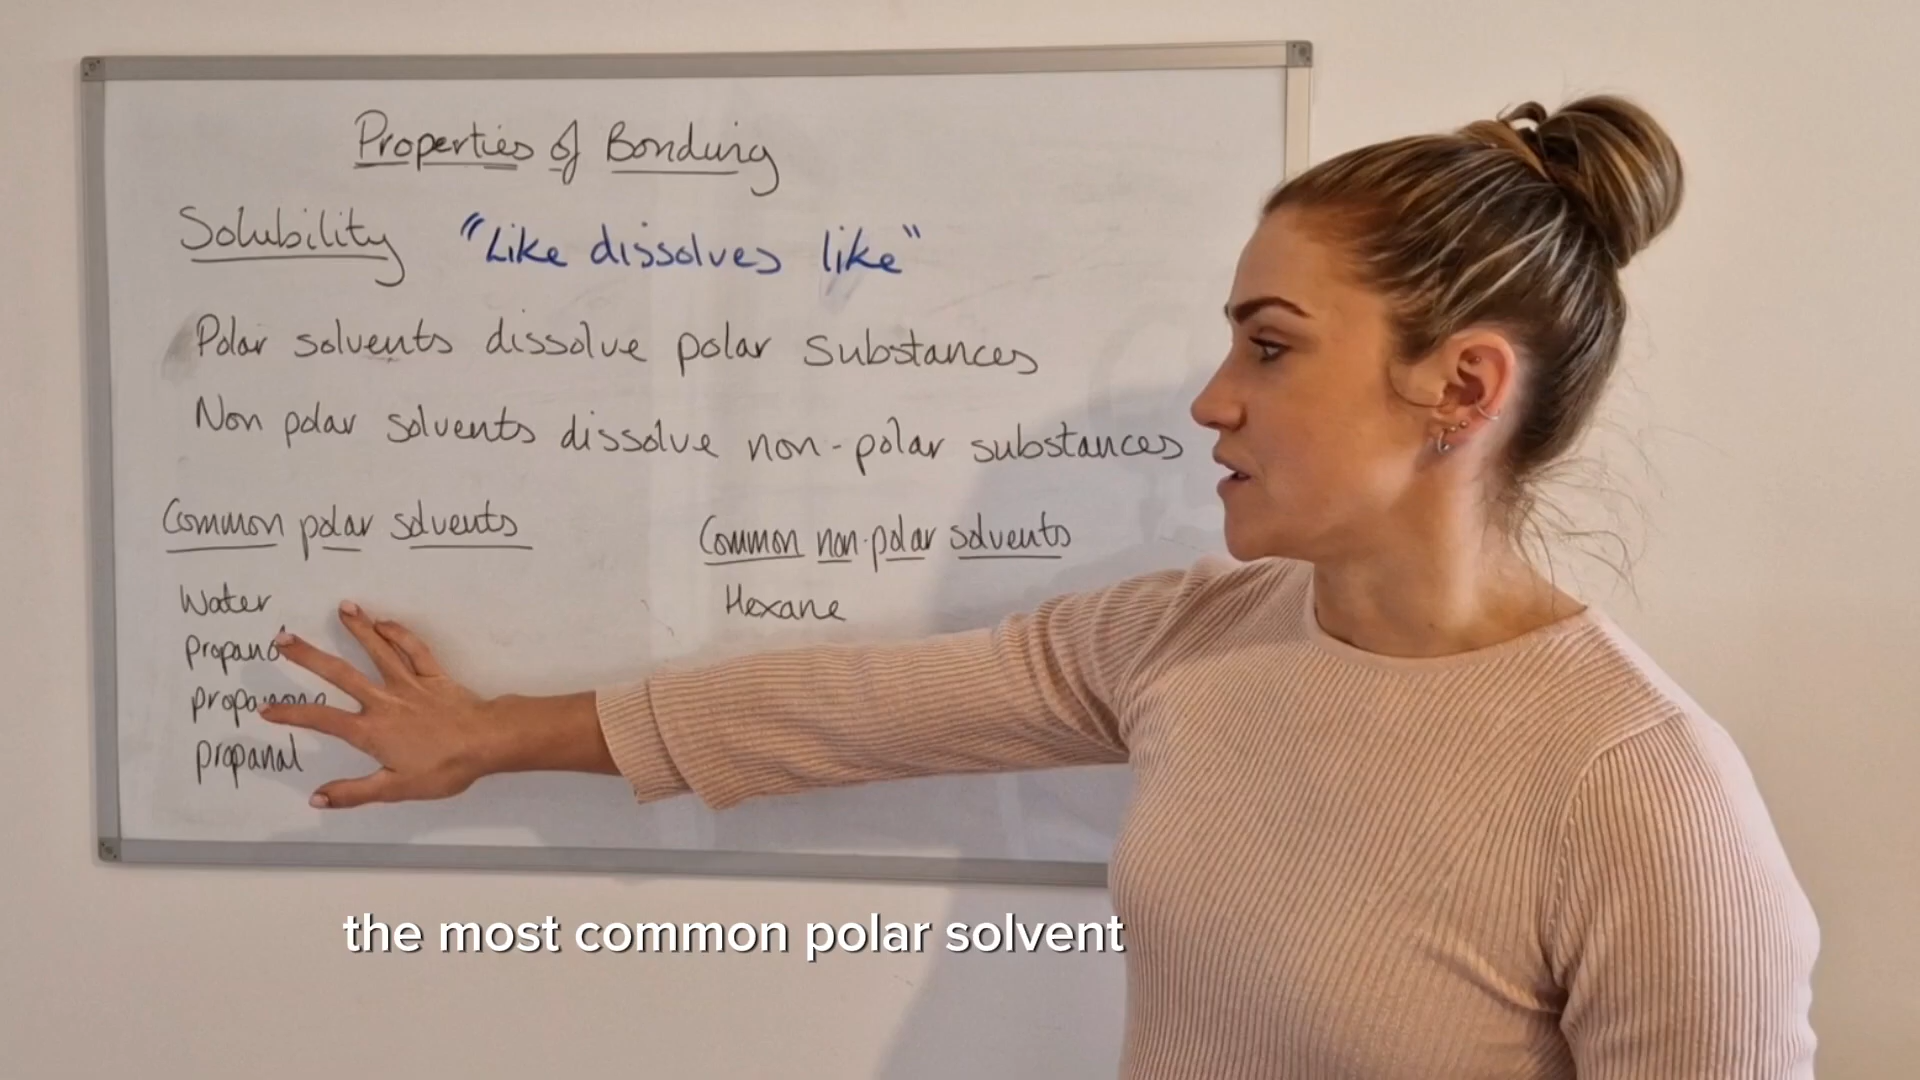 Properties of Bonding
Solubility "Like dissolves like"
Polar solvents dissolve polar substances
Non polar solvents dissolve non-polar substances
Common polar solvents
Water
propanal
Common non-polar solvents
Hexane
the most common polar solvent